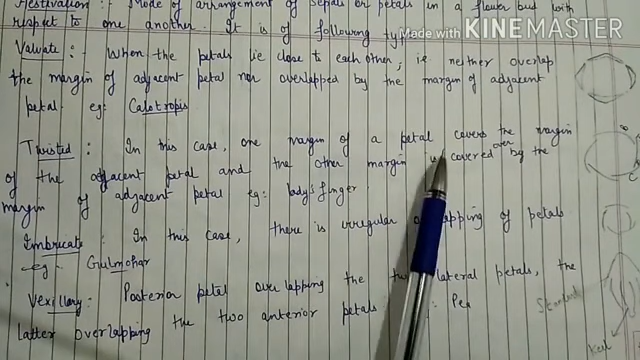 Aestivation :- Mode of arrangement of sepals or petals in a flower bud with
respect to one another. It is of following
Made with KINEMASTER
Valvate : When the petals lie close to each other, i.e neither overlap
the margin of adjacent petal nor overlapped by the margin of adjacent
petal. eg: Calotropis
Twisted : In this case, one margin of a petal covers the margin
of the adjacent petal and the other margin is covered over by the
margin of adjacent petal eg: lady's finger
Imbricate : In this case, there is irregular of petals
eg:- Gulmohar
Vexillary : Posterior petal overlapping the two lateral petals, the
latter overlapping the two anterior petals : Pea
Standard
Keel